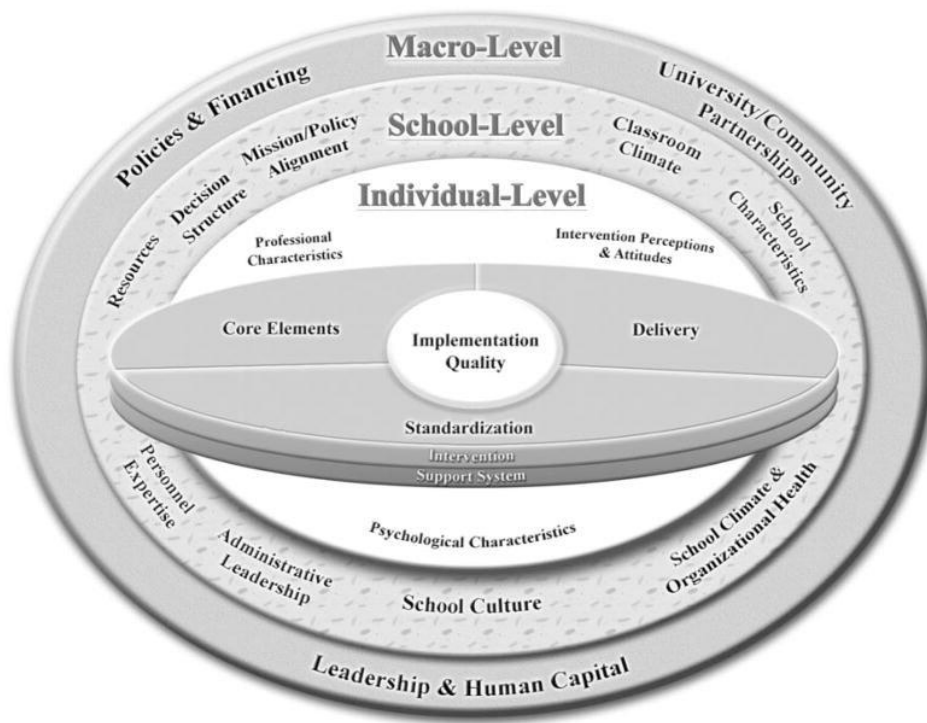 Macro-Level
Policies & Financing
University/Community
Partnerships
School-Level
Mission/Policy
Alignment
Classroom
Climate
Decision
Structure
School
Characteristics
Resources
Individual-Level
Professional
Characteristics
Intervention Perceptions
& Attitudes
Core Elements
Implementation
Quality
Delivery
Standardization
Intervention
Support System
Personnel
Expertise
Psychological Characteristics
School Climate &
Organizational Health
Administrative
Leadership
School Culture
Leadership & Human Capital